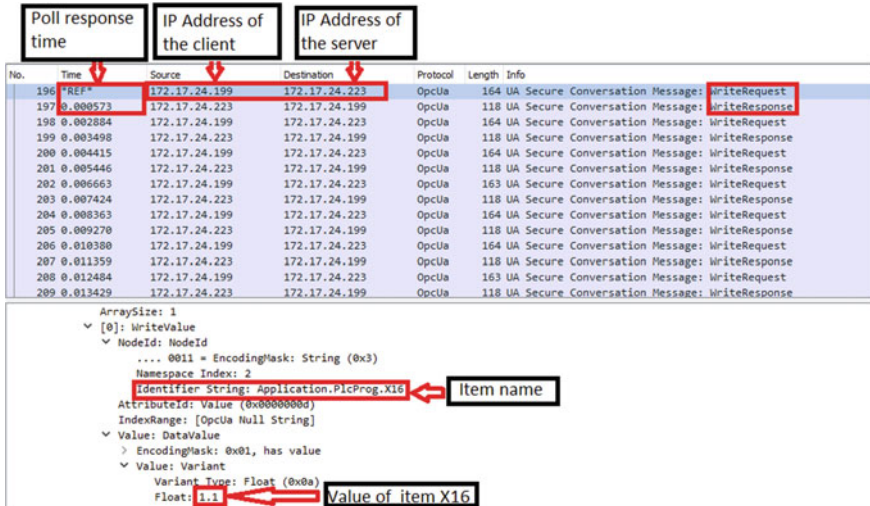 Poll response time
IP Address of the client
IP Address of the server
No. Time Source Destination Protocol Length Info
196 *REF* 172.17.24.199 172.17.24.223 OpcUa 164 UA Secure Conversation Message: WriteRequest
197 0.000573 172.17.24.223 172.17.24.199 OpcUa 118 UA Secure Conversation Message: WriteResponse
198 0.002884 172.17.24.199 172.17.24.223 OpcUa 164 UA Secure Conversation Message: WriteRequest
199 0.003498 172.17.24.223 172.17.24.199 OpcUa 118 UA Secure Conversation Message: WriteResponse
200 0.004415 172.17.24.199 172.17.24.223 OpcUa 164 UA Secure Conversation Message: WriteRequest
201 0.005446 172.17.24.223 172.17.24.199 OpcUa 118 UA Secure Conversation Message: WriteResponse
202 0.006663 172.17.24.199 172.17.24.223 OpcUa 163 UA Secure Conversation Message: WriteRequest
203 0.007424 172.17.24.223 172.17.24.199 OpcUa 118 UA Secure Conversation Message: WriteResponse
204 0.008363 172.17.24.199 172.17.24.223 OpcUa 164 UA Secure Conversation Message: WriteRequest
205 0.009270 172.17.24.223 172.17.24.199 OpcUa 118 UA Secure Conversation Message: WriteResponse
206 0.010380 172.17.24.199 172.17.24.223 OpcUa 164 UA Secure Conversation Message: WriteRequest
207 0.011359 172.17.24.223 172.17.24.199 OpcUa 118 UA Secure Conversation Message: WriteResponse
208 0.012484 172.17.24.199 172.17.24.223 OpcUa 163 UA Secure Conversation Message: WriteRequest
209 0.013429 172.17.24.223 172.17.24.199 OpcUa 118 UA Secure Conversation Message: WriteResponse
ArraySize: 1
[0]: WriteValue
NodeId: NodeId
.... 0011 = EncodingMask: String (0x3)
Namespace Index: 2
Identifier String: Application.PlcProg.X16
Item name
AttributeId: Value (0x0000000d)
IndexRange: [OpcUa Null String]
Value: DataValue
EncodingMask: 0x01, has value
Value: Variant
Variant Type: Float (0x0a)
Float: 1.1
Value of item X16